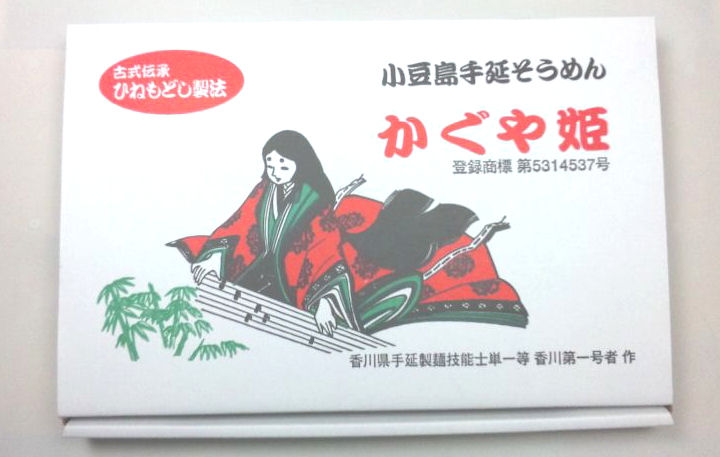 古式伝承
ひねもどし製法
小豆島手延そうめん
かぐや姫
登録商標 第5314537号
香川県手延製麺技能士単一等 香川第一号者 作